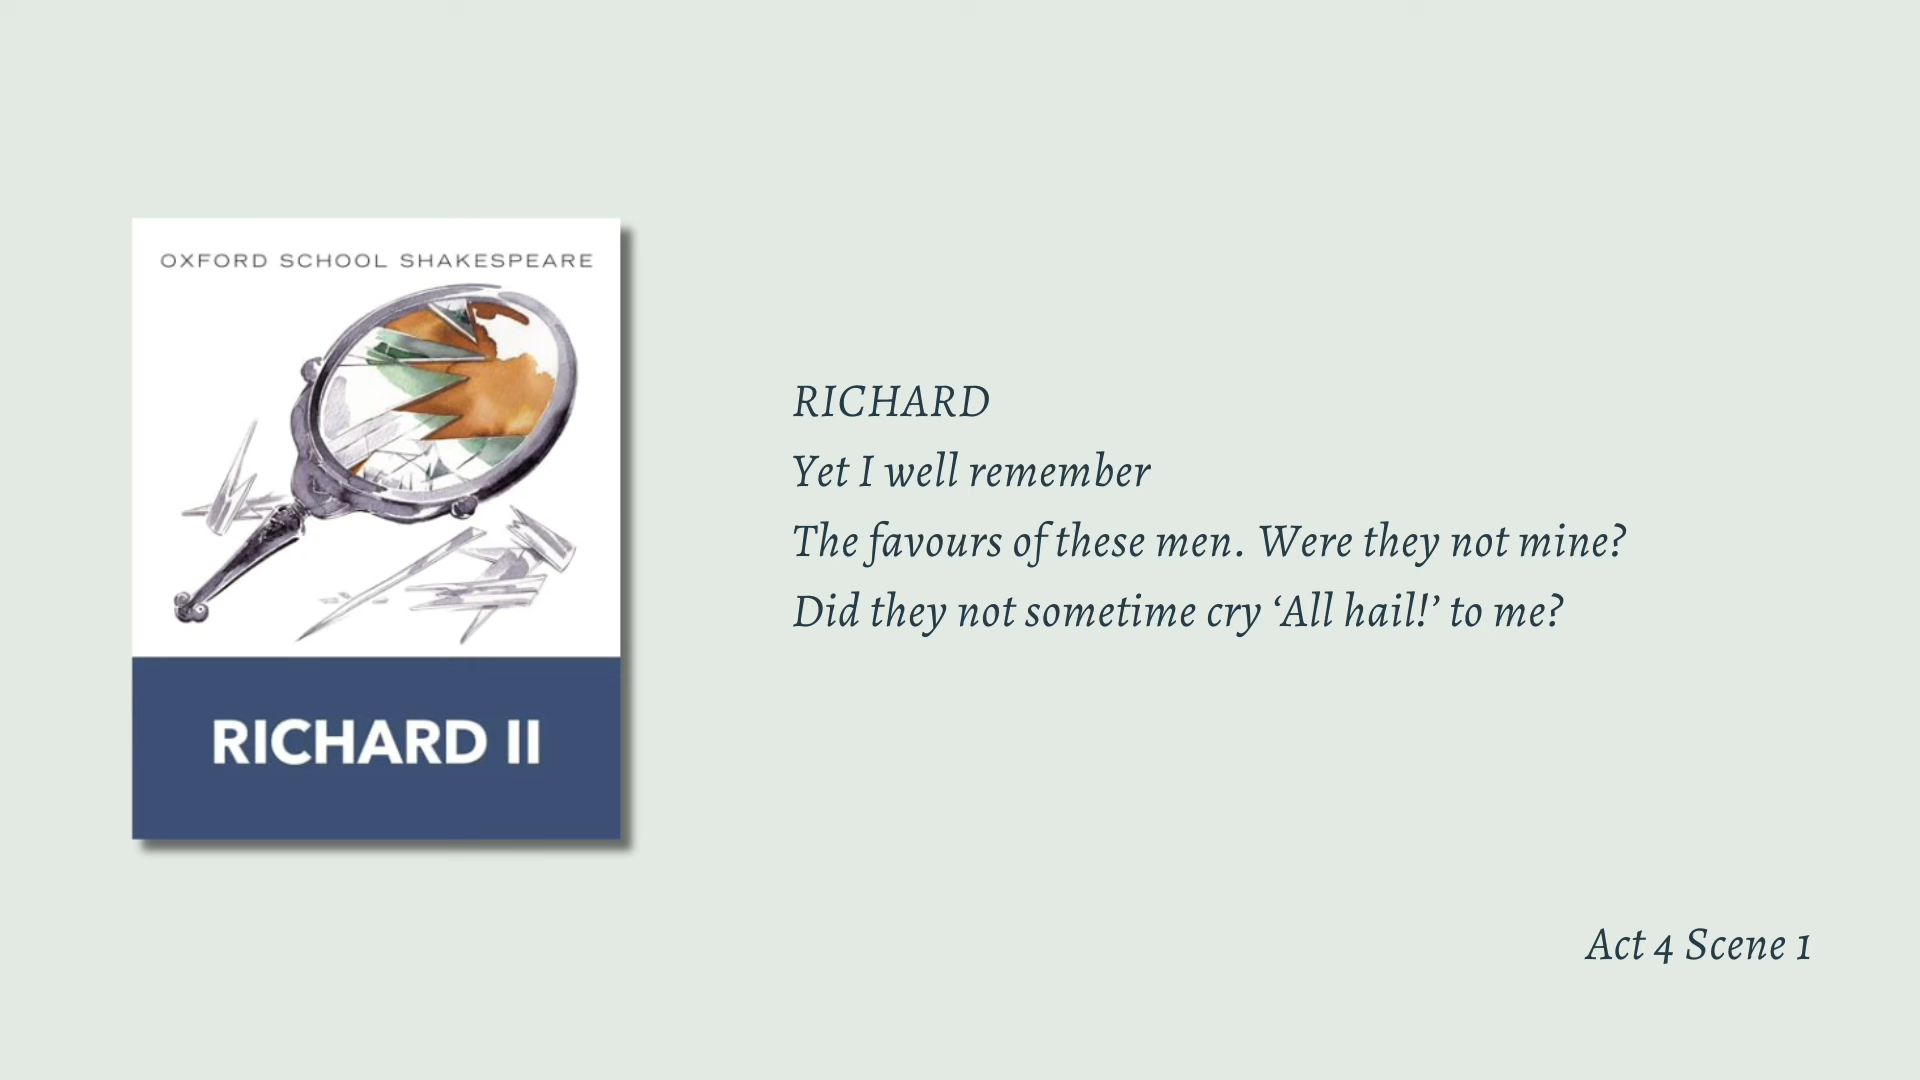 OXFORD SCHOOL SHAKESPEARE
RICHARD II
RICHARD
Yet I well remember
The favours of these men. Were they not mine?
Did they not sometime cry ‘All hail!’ to me?
Act 4 Scene 1